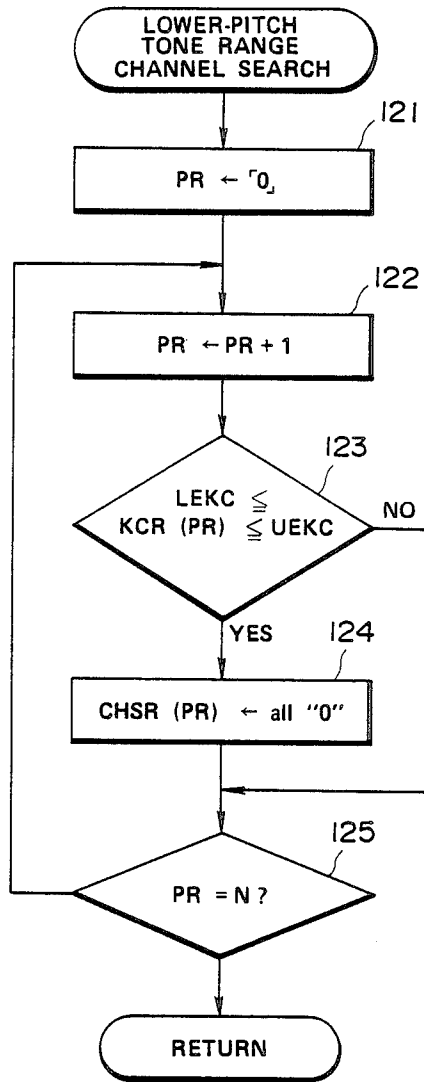 LOWER-PITCH
TONE RANGE
CHANNEL SEARCH
121
PR ← ｢0｣
122
PR ← PR + 1
123
LEKC ≦
KCR (PR) ≦ UEKC
NO
YES
124
CHSR (PR) ← all "0"
125
PR = N ?
RETURN